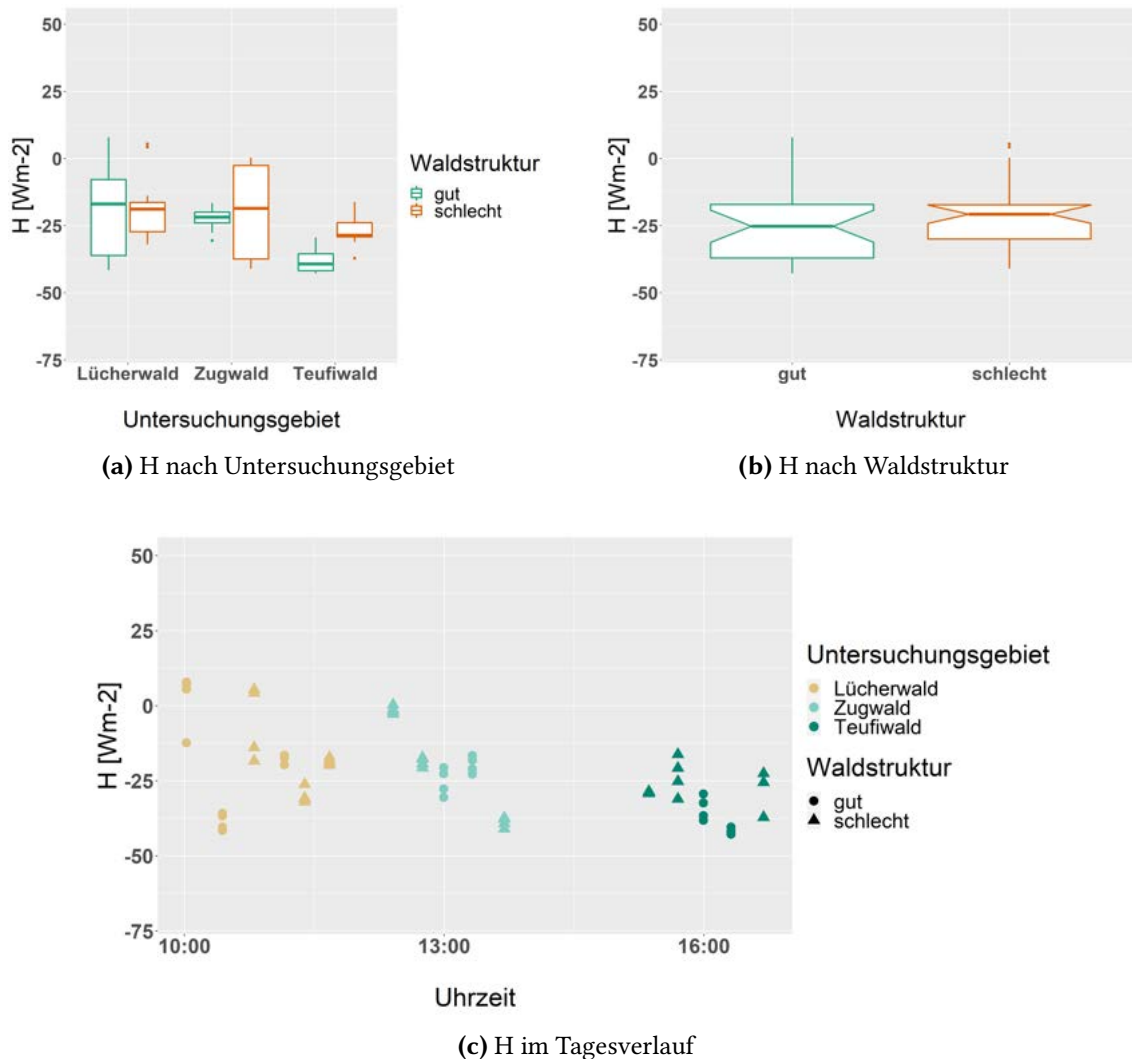 50
25
0
-25
-50
-75
H [Wm-2]
Lücherwald Zugwald Teufiwald
Untersuchungsgebiet
Waldstruktur
gut
schlecht
(a) H nach Untersuchungsgebiet
50
25
0
-25
-50
-75
H [Wm-2]
gut schlecht
Waldstruktur
(b) H nach Waldstruktur
50
25
0
-25
-50
-75
H [Wm-2]
10:00 13:00 16:00
Uhrzeit
Untersuchungsgebiet
Lücherwald
Zugwald
Teufiwald
Waldstruktur
gut
schlecht
(c) H im Tagesverlauf